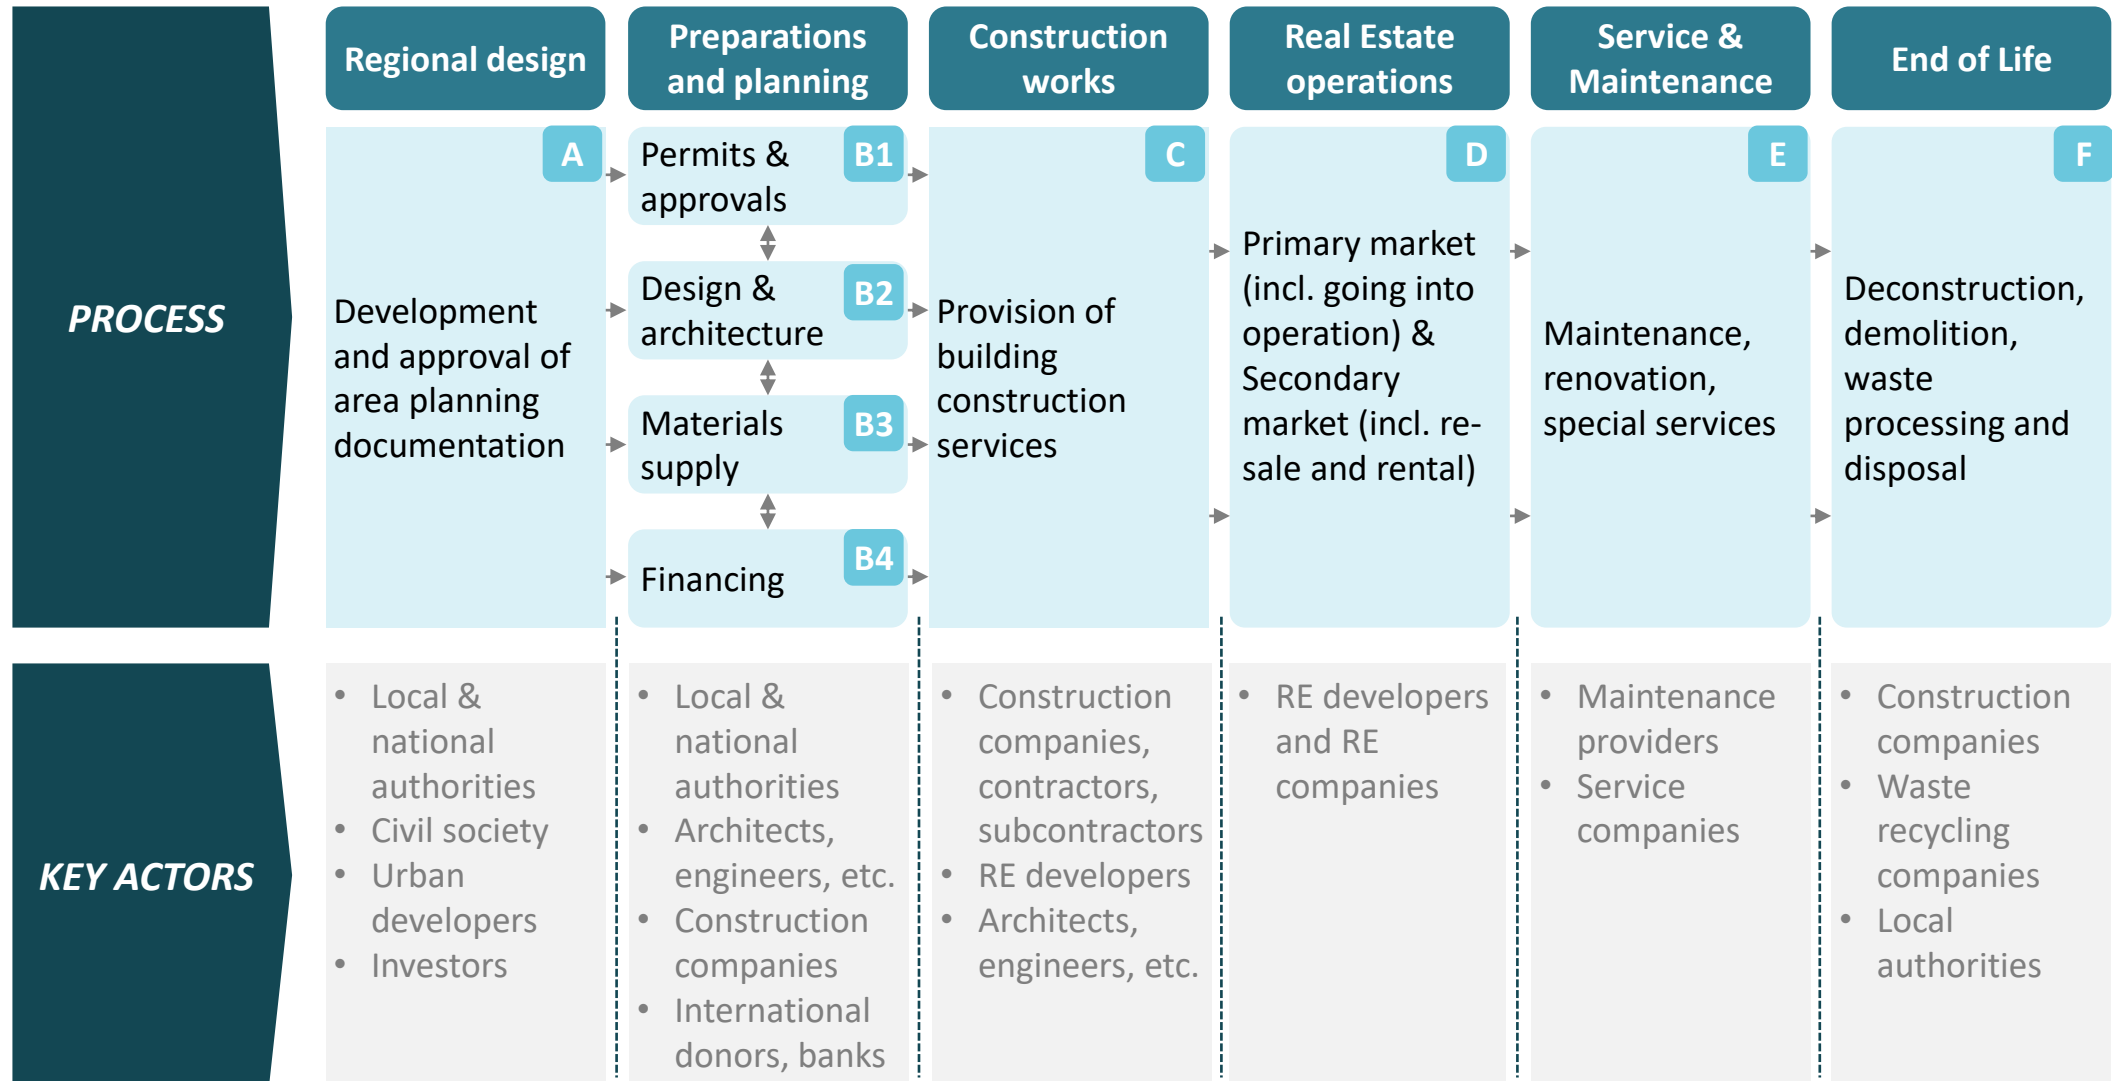 Regional design
Preparations
and planning
Construction
works
Real Estate
operations
Service &
Maintenance
End of Life
PROCESS
A
Development
and approval of
area planning
documentation
Permits &
approvals
B1
Design &
architecture
B2
Materials
supply
B3
Financing
B4
C
Provision of
building
construction
services
D
Primary market
(incl. going into
operation) &
Secondary
market (incl. re-
sale and rental)
E
Maintenance,
renovation,
special services
F
Deconstruction,
demolition,
waste
processing and
disposal
KEY ACTORS
• Local &
national
authorities
• Civil society
• Urban
developers
• Investors
• Local &
national
authorities
• Architects,
engineers, etc.
• Construction
companies
• International
donors, banks
• Construction
companies,
contractors,
subcontractors
• RE developers
• Architects,
engineers, etc.
• RE developers
and RE
companies
• Maintenance
providers
• Service
companies
• Construction
companies
• Waste
recycling
companies
• Local
authorities